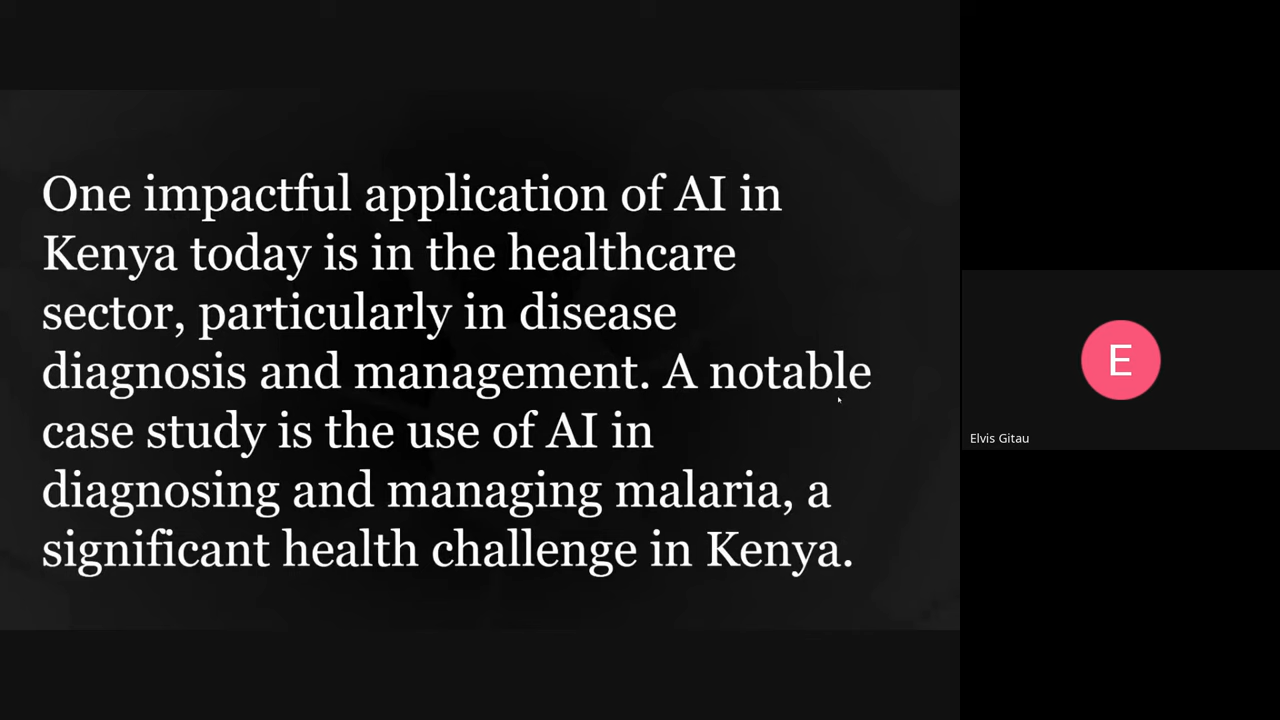 One impactful application of AI in
Kenya today is in the healthcare
sector, particularly in disease
diagnosis and management. A notable
case study is the use of AI in
diagnosing and managing malaria, a
significant health challenge in Kenya.
E
Elvis Gitau